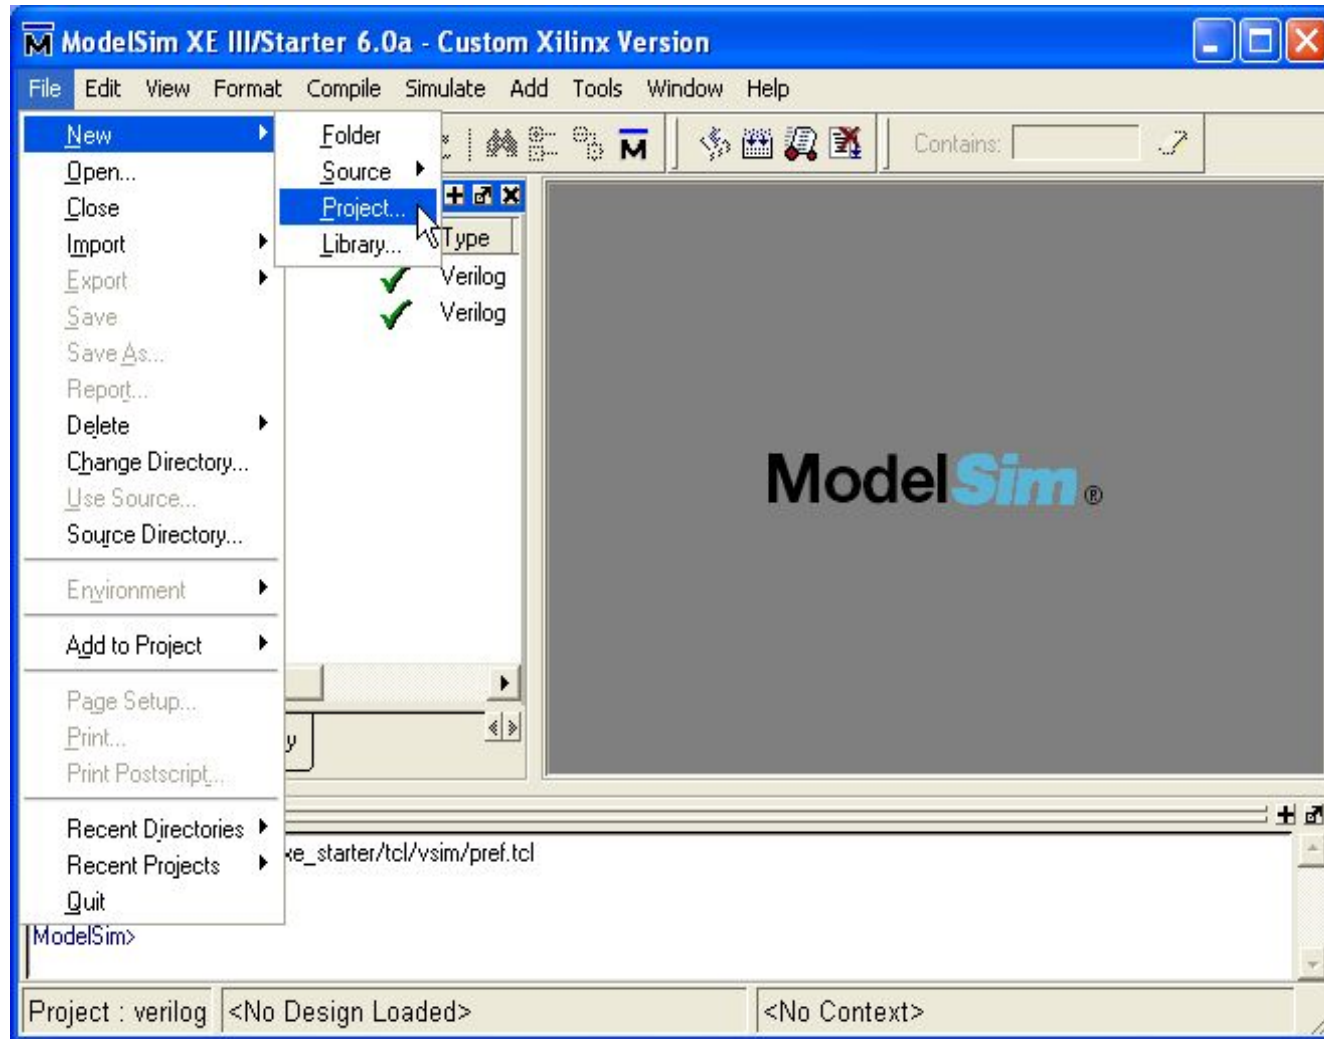 ModelSim XE III/Starter 6.0a - Custom Xilinx Version
File Edit View Format Compile Simulate Add Tools Window Help
New
Open...
Close
Import
Export
Save
Save As...
Report...
Delete
Change Directory...
Use Source...
Source Directory...
Environment
Add to Project
Page Setup...
Print...
Print Postscript...
Recent Directories
Recent Projects
Quit
Folder
Source
Project...
Library...
Contains:
Type
Verilog
Verilog
ModelSim®
xe_starter/tcl/vsim/pref.tcl
ModelSim>
Project : verilog <No Design Loaded> <No Context>